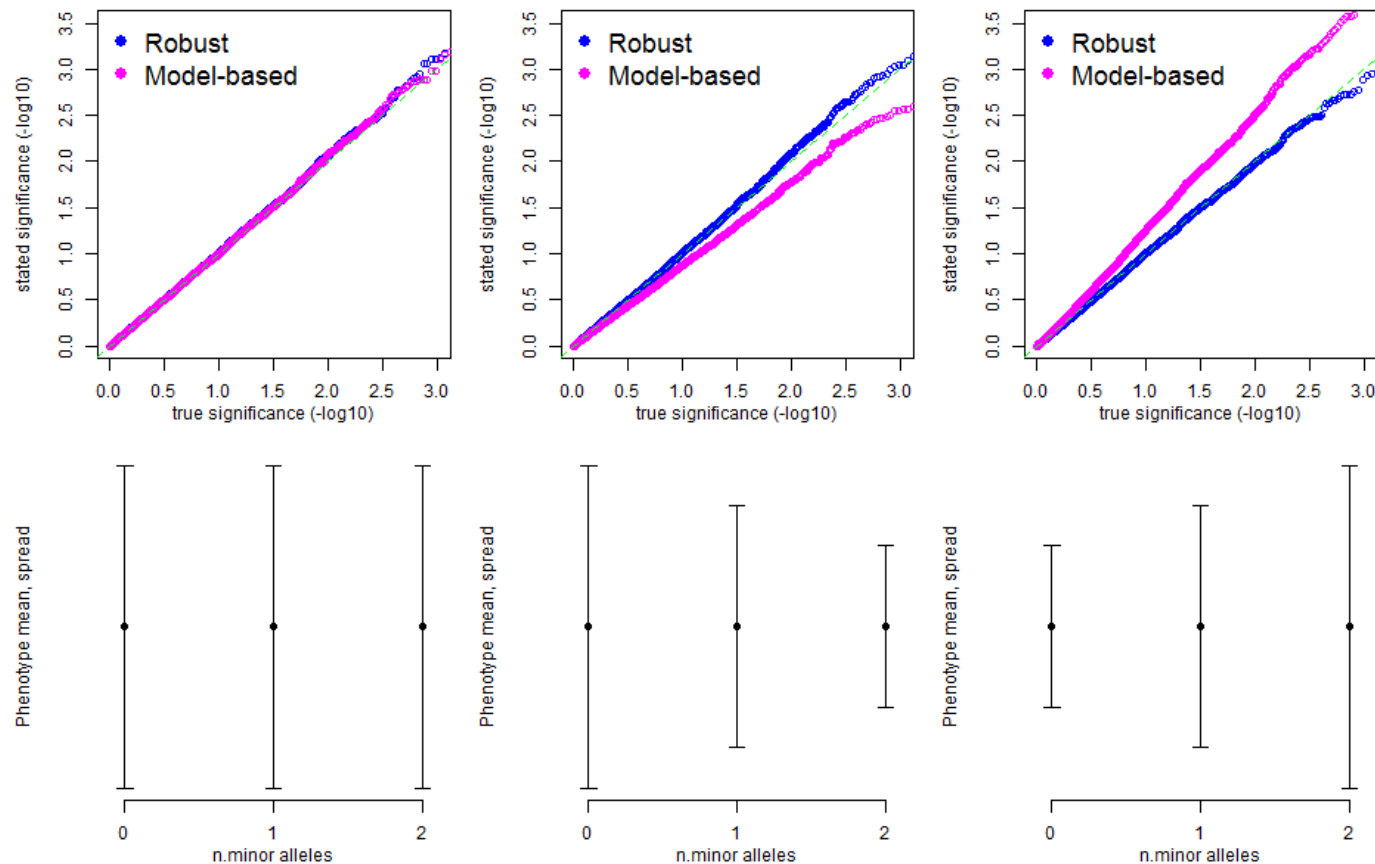 Robust
Model-based
stated significance (-log10)
0.0 0.5 1.0 1.5 2.0 2.5 3.0 3.5
0.0 0.5 1.0 1.5 2.0 2.5 3.0
true significance (-log10)
Robust
Model-based
stated significance (-log10)
0.0 0.5 1.0 1.5 2.0 2.5 3.0 3.5
0.0 0.5 1.0 1.5 2.0 2.5 3.0
true significance (-log10)
Robust
Model-based
stated significance (-log10)
0.0 0.5 1.0 1.5 2.0 2.5 3.0 3.5
0.0 0.5 1.0 1.5 2.0 2.5 3.0
true significance (-log10)
Phenotype mean, spread
0 1 2
n.minor alleles
Phenotype mean, spread
0 1 2
n.minor alleles
Phenotype mean, spread
0 1 2
n.minor alleles